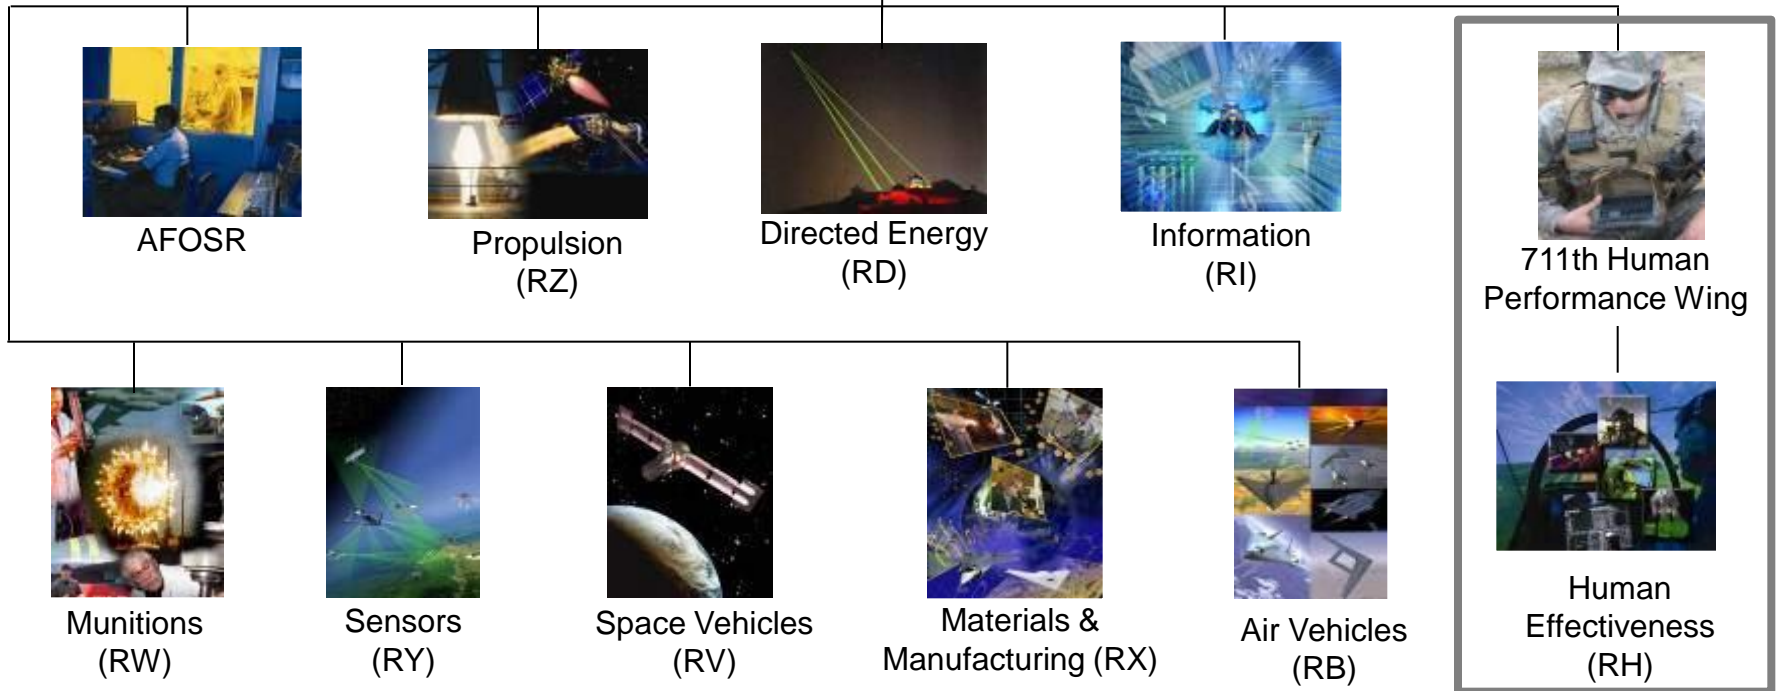 AFOSR
Propulsion
(RZ)
Directed Energy
(RD)
Information
(RI)
711th Human
Performance Wing
Munitions
(RW)
Sensors
(RY)
Space Vehicles
(RV)
Materials &
Manufacturing (RX)
Air Vehicles
(RB)
Human
Effectiveness
(RH)